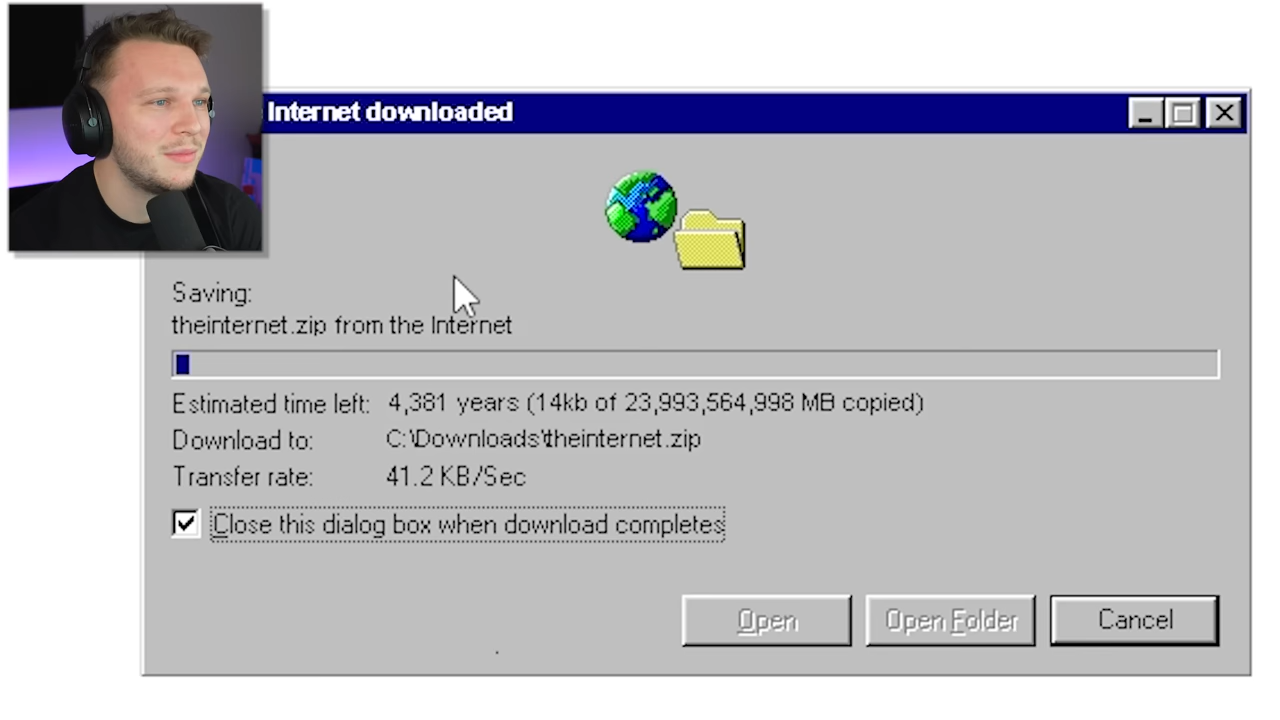 Internet downloaded
Saving:
theinternet.zip from the Internet
Estimated time left: 4,381 years (14kb of 23,993,564,998 MB copied)
Download to: C:\Downloads\theinternet.zip
Transfer rate: 41.2 KB/Sec
Close this dialog box when download completes
Open Open Folder Cancel